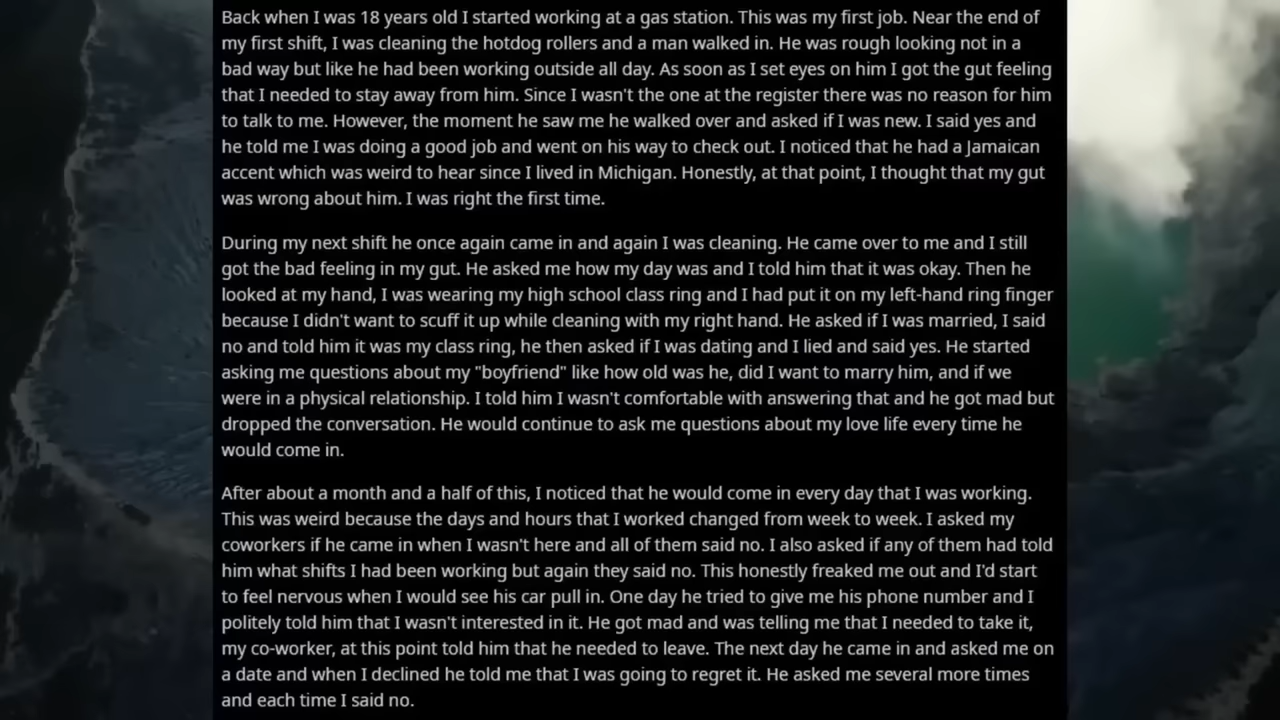 Back when I was 18 years old I started working at a gas station. This was my first job. Near the end of
my first shift, I was cleaning the hotdog rollers and a man walked in. He was rough looking not in a
bad way but like he had been working outside all day. As soon as I set eyes on him I got the gut feeling
that I needed to stay away from him. Since I wasn't the one at the register there was no reason for him
to talk to me. However, the moment he saw me he walked over and asked if I was new. I said yes and
he told me I was doing a good job and went on his way to check out. I noticed that he had a Jamaican
accent which was weird to hear since I lived in Michigan. Honestly, at that point, I thought that my gut
was wrong about him. I was right the first time.
During my next shift he once again came in and again I was cleaning. He came over to me and I still
got the bad feeling in my gut. He asked me how my day was and I told him that it was okay. Then he
looked at my hand, I was wearing my high school class ring and I had put it on my left-hand ring finger
because I didn't want to scuff it up while cleaning with my right hand. He asked if I was married, I said
no and told him it was my class ring, he then asked if I was dating and I lied and said yes. He started
asking me questions about my "boyfriend" like how old was he, did I want to marry him, and if we
were in a physical relationship. I told him I wasn't comfortable with answering that and he got mad but
dropped the conversation. He would continue to ask me questions about my love life every time he
would come in.
After about a month and a half of this, I noticed that he would come in every day that I was working.
This was weird because the days and hours that I worked changed from week to week. I asked my
coworkers if he came in when I wasn't here and all of them said no. I also asked if any of them had told
him what shifts I had been working but again they said no. This honestly freaked me out and I'd start
to feel nervous when I would see his car pull in. One day he tried to give me his phone number and I
politely told him that I wasn't interested in it. He got mad and was telling me that I needed to take it,
my co-worker, at this point told him that he needed to leave. The next day he came in and asked me on
a date and when I declined he told me that I was going to regret it. He asked me several more times
and each time I said no.